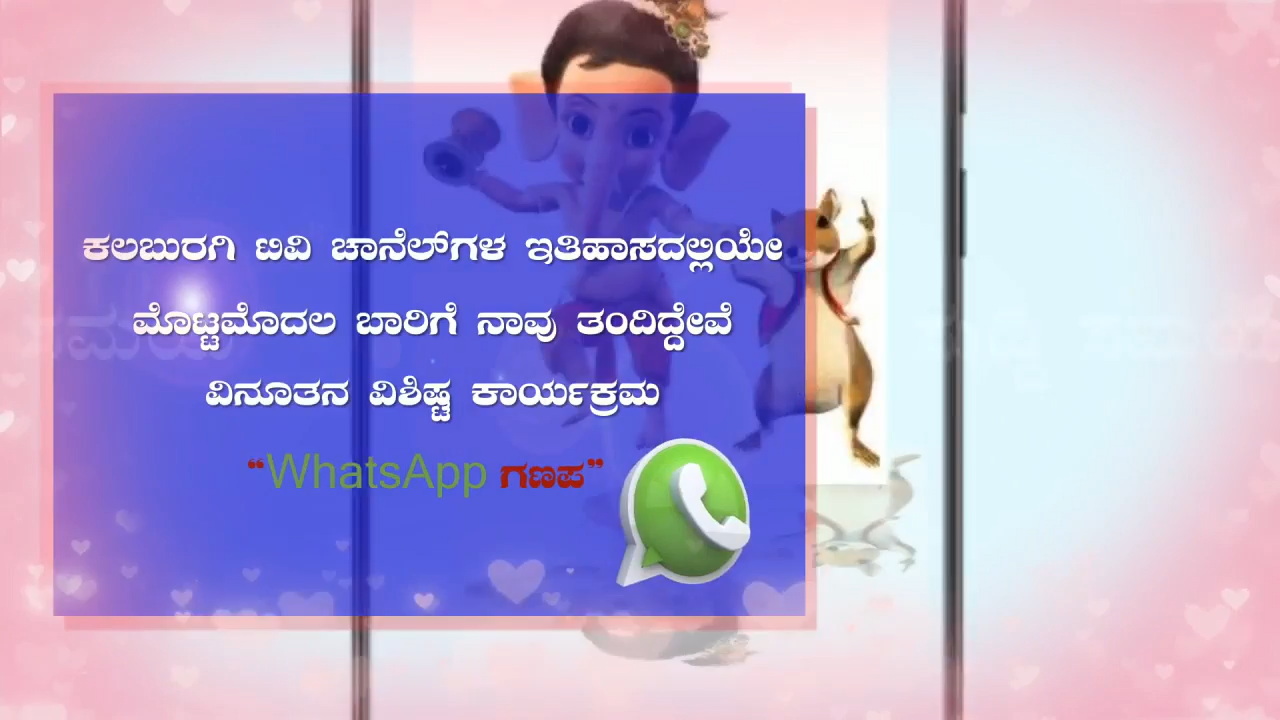 ಕಲಬುರಗಿ ಟಿವಿ ಚಾನೆಲ್‌ಗಳ ಇತಿಹಾಸದಲ್ಲಿಯೇ
ಮೊಟ್ಟಮೊದಲ ಬಾರಿಗೆ ನಾವು ತಂದಿದ್ದೇವೆ
ವಿನೂತನ ವಿಶಿಷ್ಟ ಕಾರ್ಯಕ್ರಮ
“WhatsApp ಗಣಪ”